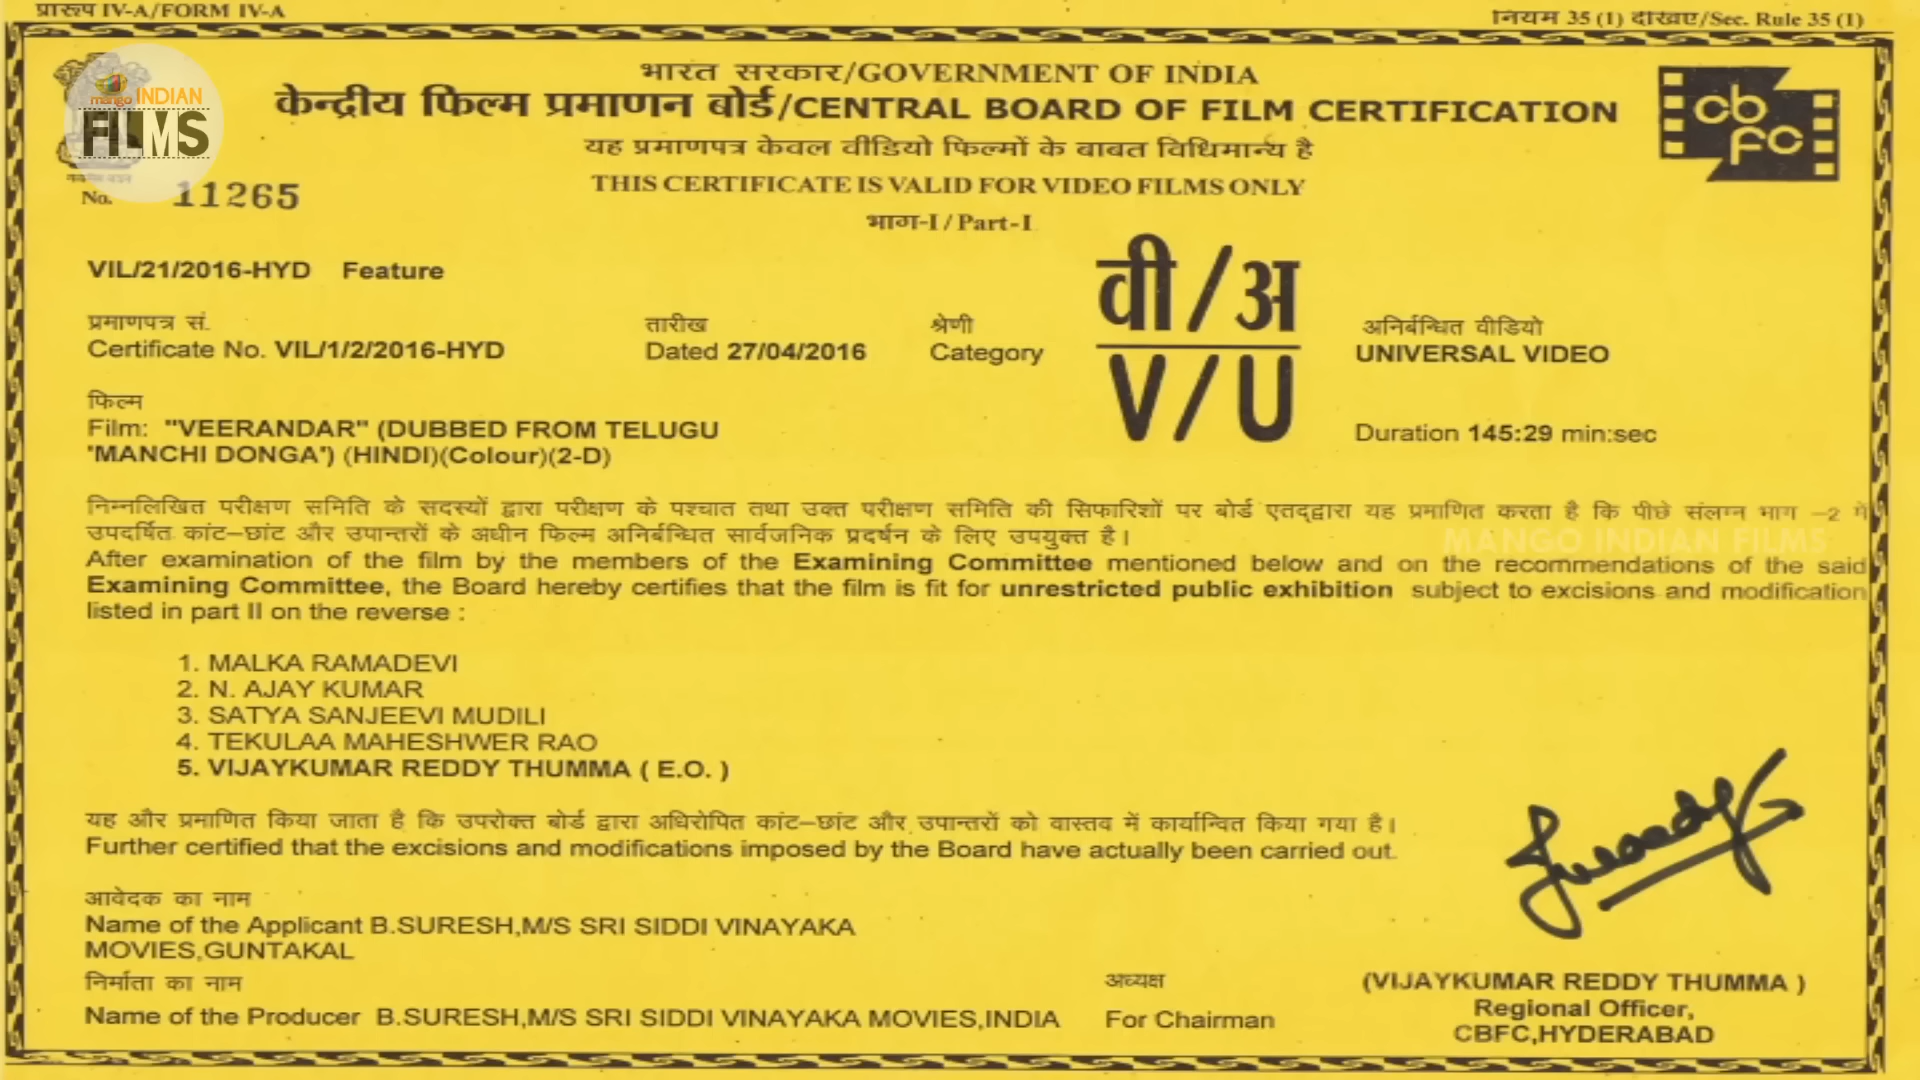 प्रारूप IV-A/FORM IV-A
नियम 35 (1) देखिए/Sec. Rule 35 (1)
mango INDIAN
FILMS
भारत सरकार/GOVERNMENT OF INDIA
केन्द्रीय फिल्म प्रमाणन बोर्ड/CENTRAL BOARD OF FILM CERTIFICATION
cb
fc
यह प्रमाणपत्र केवल वीडियो फिल्मों के बाबत विधिमान्य है
THIS CERTIFICATE IS VALID FOR VIDEO FILMS ONLY
No. 11265
भाग-I / Part-I
VIL/21/2016-HYD Feature
वी/अ
V/U
प्रमाणपत्र सं.
तारीख
श्रेणी
अनिर्बन्धित वीडियो
Certificate No. VIL/1/2/2016-HYD
Dated 27/04/2016
Category
UNIVERSAL VIDEO
फिल्म
Film: "VEERANDAR" (DUBBED FROM TELUGU
Duration 145:29 min:sec
'MANCHI DONGA') (HINDI)(Colour)(2-D)
निम्नलिखित परीक्षण समिति के सदस्यों द्वारा परीक्षण के पश्चात तथा उक्त परीक्षण समिति की सिफारिशों पर बोर्ड एतद्द्वारा यह प्रमाणित करता है कि पीछे संलग्न भाग –2 में
उपदर्षित कांट–छांट और उपान्तरों के अधीन फिल्म अनिर्बन्धित सार्वजनिक प्रदर्षन के लिए उपयुक्त है।
MANGO INDIAN FILMS
After examination of the film by the members of the Examining Committee mentioned below and on the recommendations of the said
Examining Committee, the Board hereby certifies that the film is fit for unrestricted public exhibition subject to excisions and modification
listed in part II on the reverse :
1. MALKA RAMADEVI
2. N. AJAY KUMAR
3. SATYA SANJEEVI MUDILI
4. TEKULAA MAHESHWER RAO
5. VIJAYKUMAR REDDY THUMMA ( E.O. )
यह और प्रमाणित किया जाता है कि उपरोक्त बोर्ड द्वारा अधिरोपित कांट–छांट और उपान्तरों को वास्तव में कार्यान्वित किया गया है।
Further certified that the excisions and modifications imposed by the Board have actually been carried out.
आवेदक का नाम
Name of the Applicant B.SURESH,M/S SRI SIDDI VINAYAKA
MOVIES,GUNTAKAL
निर्माता का नाम
अध्यक्ष
(VIJAYKUMAR REDDY THUMMA )
Name of the Producer B.SURESH,M/S SRI SIDDI VINAYAKA MOVIES,INDIA
For Chairman
Regional Officer,
CBFC,HYDERABAD